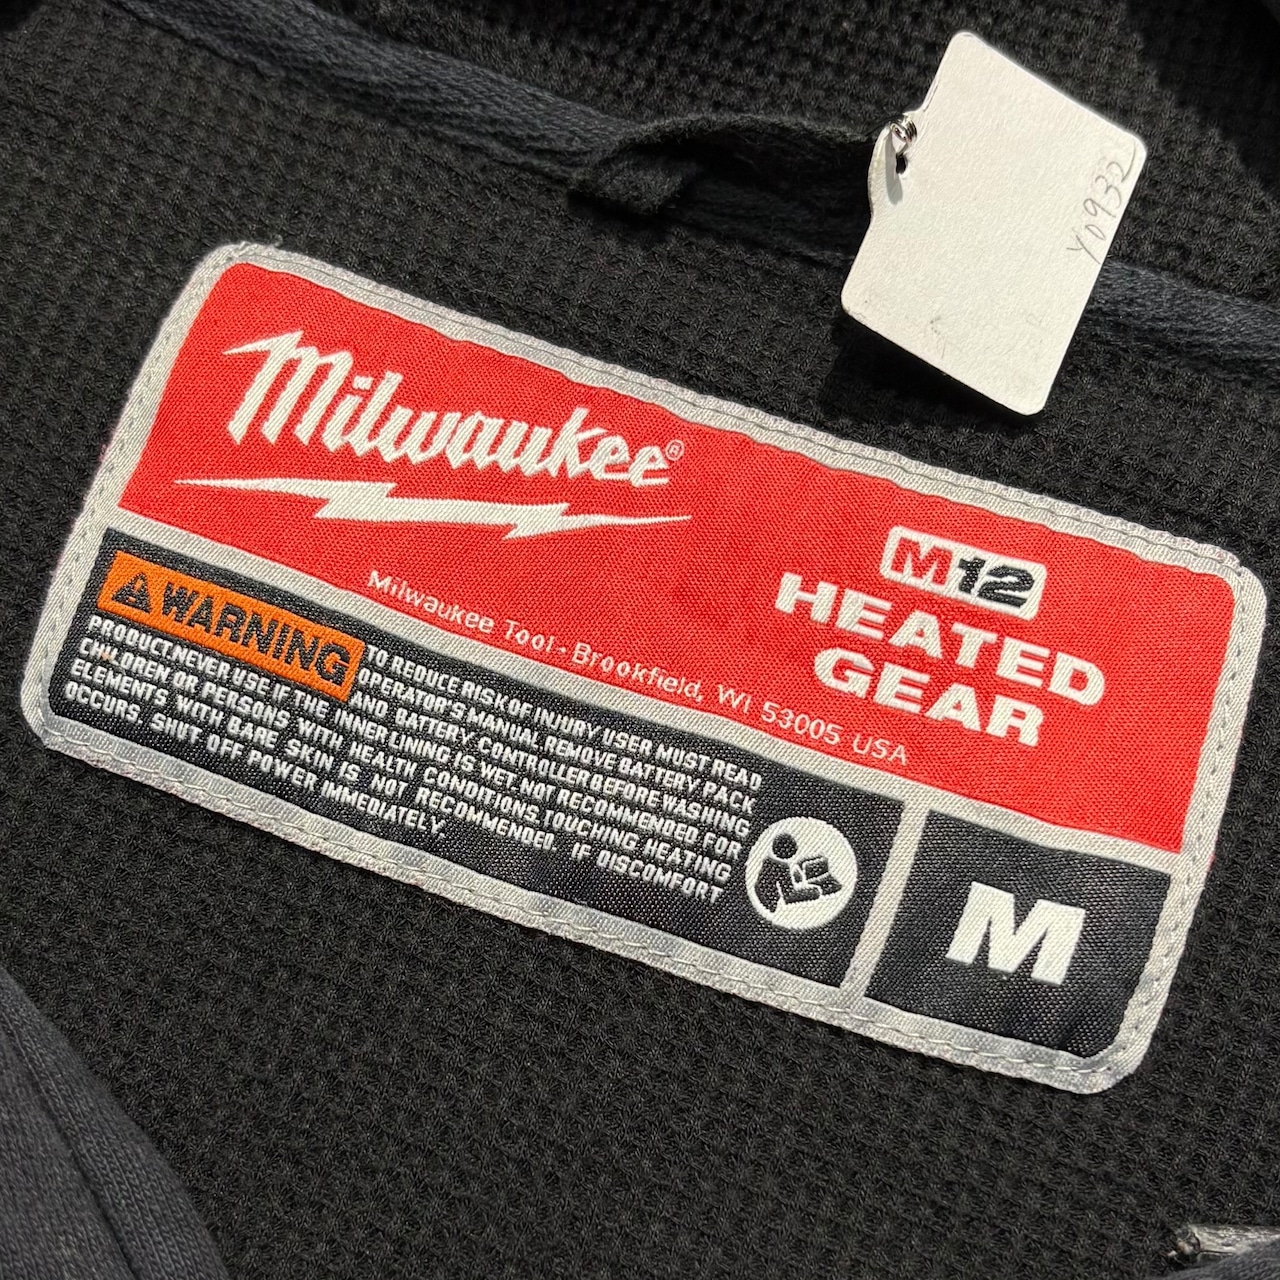 Y0932
Milwaukee®
M12
HEATED
GEAR
Milwaukee Tool - Brookfield, WI 53005 USA
WARNING TO REDUCE RISK OF INJURY USER MUST READ
OPERATOR'S MANUAL. REMOVE BATTERY PACK
AND BATTERY CONTROLLER BEFORE WASHING
PRODUCT.NEVER USE IF THE INNER LINING IS WET. NOT RECOMMENDED FOR
CHILDREN OR PERSONS WITH HEALTH CONDITIONS. TOUCHING HEATING
ELEMENTS WITH BARE SKIN IS NOT RECOMMENDED. IF DISCOMFORT
OCCURS, SHUT OFF POWER IMMEDIATELY.
M